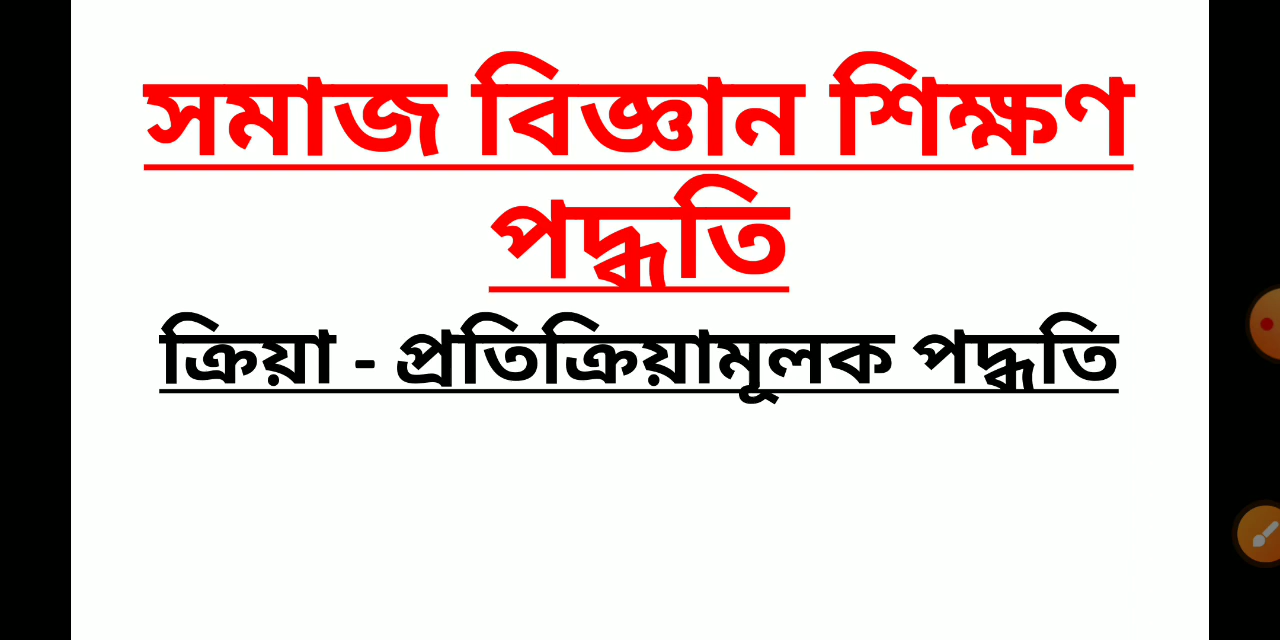 সমাজ বিজ্ঞান শিক্ষণ
পদ্ধতি
ক্রিয়া - প্রতিক্রিয়ামূলক পদ্ধতি